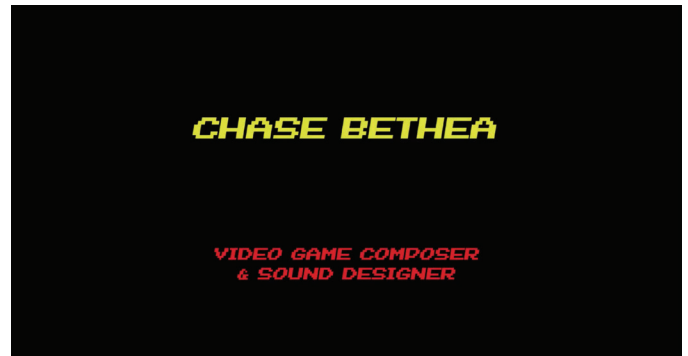 CHASE BETHEA
VIDEO GAME COMPOSER
& SOUND DESIGNER